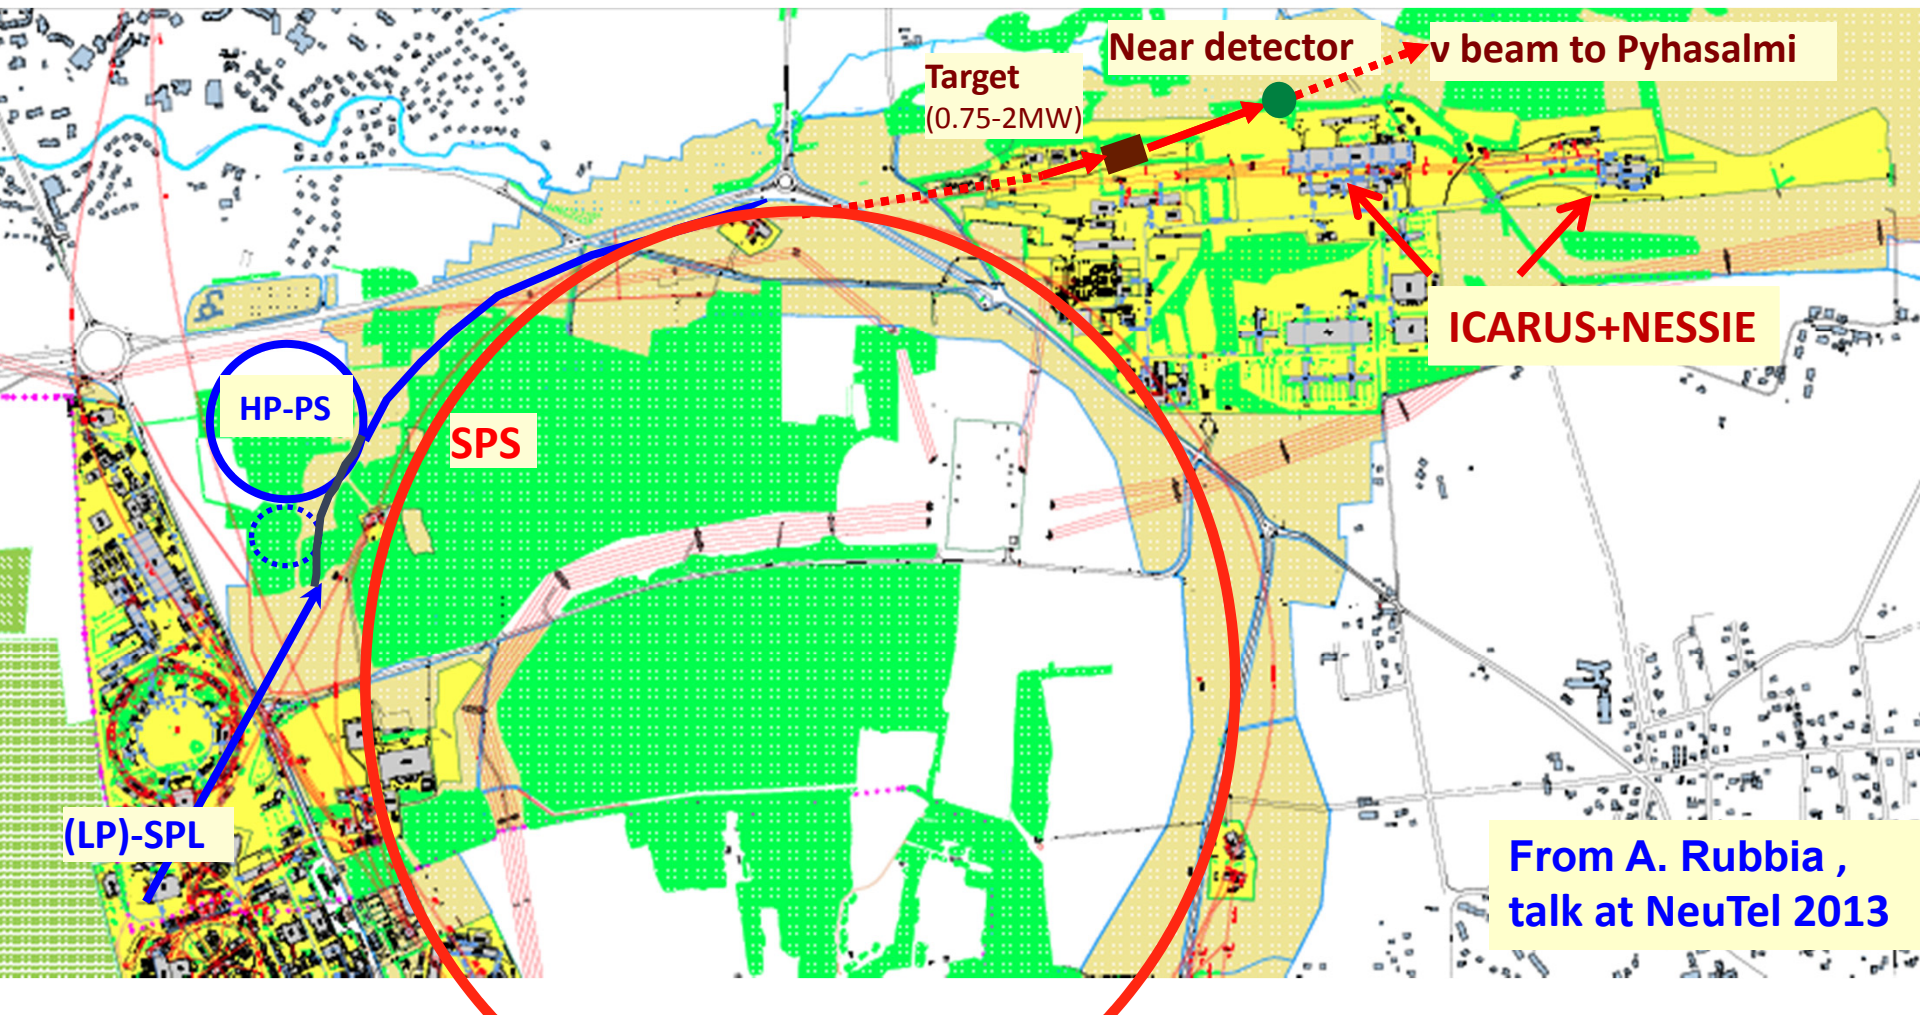 Near detector
ν beam to Pyhasalmi
Target
(0.75-2MW)
ICARUS+NESSIE
HP-PS
SPS
(LP)-SPL
From A. Rubbia ,
talk at NeuTel 2013